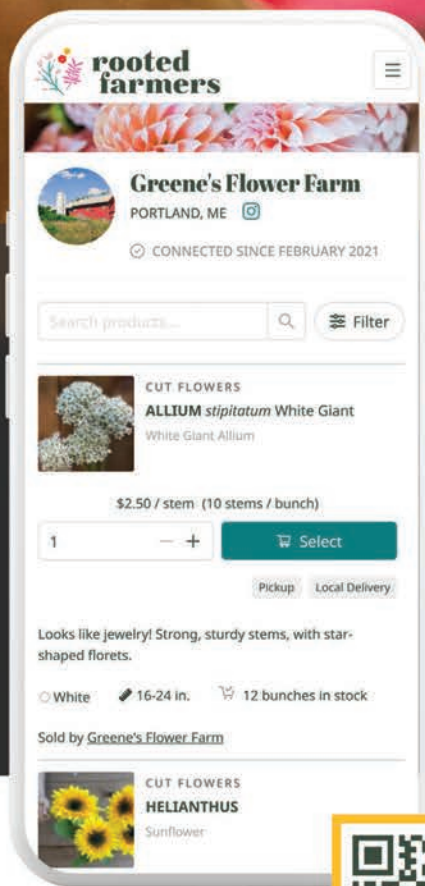 rooted
farmers
Greene's Flower Farm
PORTLAND, ME
CONNECTED SINCE FEBRUARY 2021
Search products...
Filter
CUT FLOWERS
ALLIUM stipitatum White Giant
White Giant Allium
$2.50 / stem (10 stems / bunch)
1 − + Select
Pickup Local Delivery
Looks like jewelry! Strong, sturdy stems, with star-
shaped florets.
White 16-24 in. 12 bunches in stock
Sold by Greene's Flower Farm
CUT FLOWERS
HELIANTHUS
Sunflower